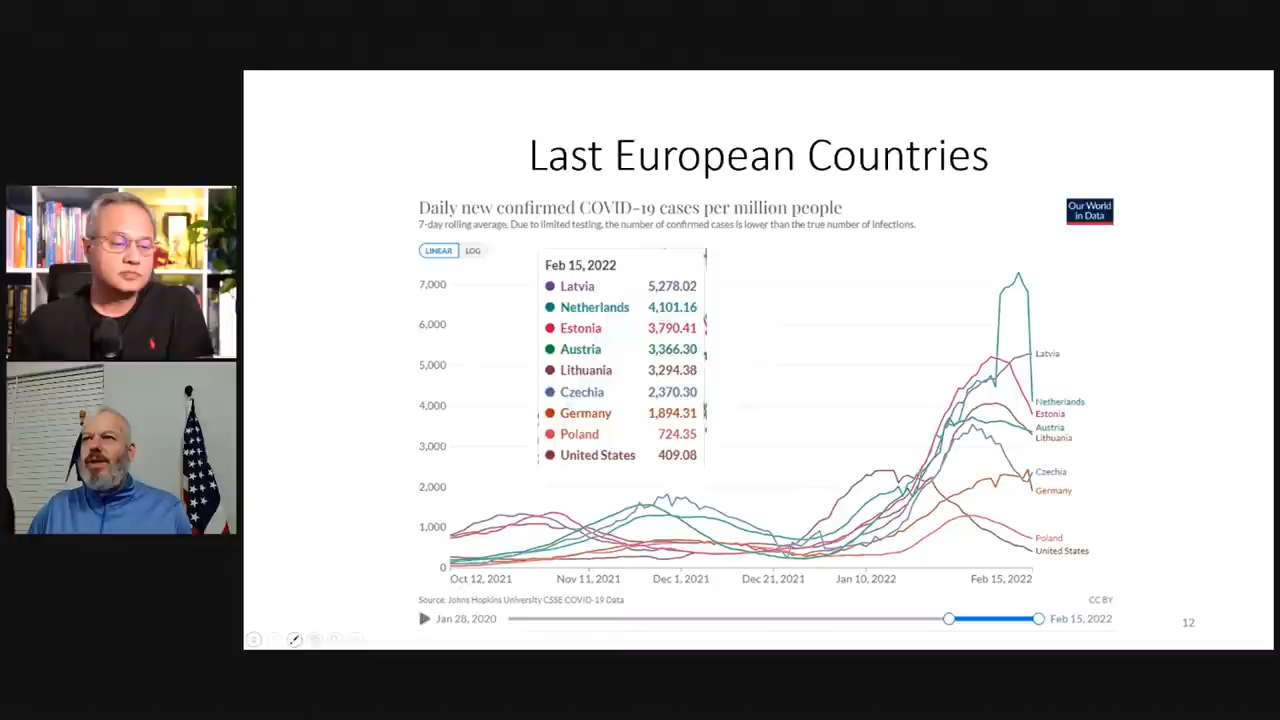 Last European Countries
Daily new confirmed COVID-19 cases per million people
7-day rolling average. Due to limited testing, the number of confirmed cases is lower than the true number of infections.
Our World
in Data
LINEAR LOG
Feb 15, 2022
Latvia 5,278.02
Netherlands 4,101.16
Estonia 3,790.41
Austria 3,366.30
Lithuania 3,294.38
Czechia 2,370.30
Germany 1,894.31
Poland 724.35
United States 409.08
7,000
6,000
5,000
4,000
3,000
2,000
1,000
0
Latvia
Netherlands
Estonia
Austria
Lithuania
Czechia
Germany
Poland
United States
Oct 12, 2021 Nov 11, 2021 Dec 1, 2021 Dec 21, 2021 Jan 10, 2022 Feb 15, 2022
Source: Johns Hopkins University CSSE COVID-19 Data CC BY
Jan 28, 2020 Feb 15, 2022
12